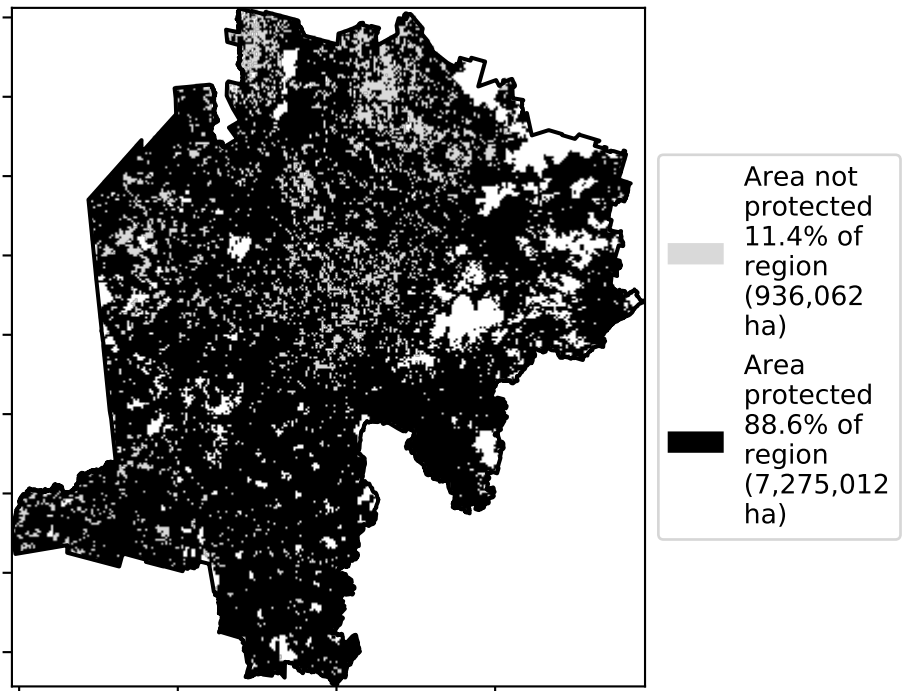 Area not
protected
11.4% of
region
(936,062
ha)
Area
protected
88.6% of
region
(7,275,012
ha)